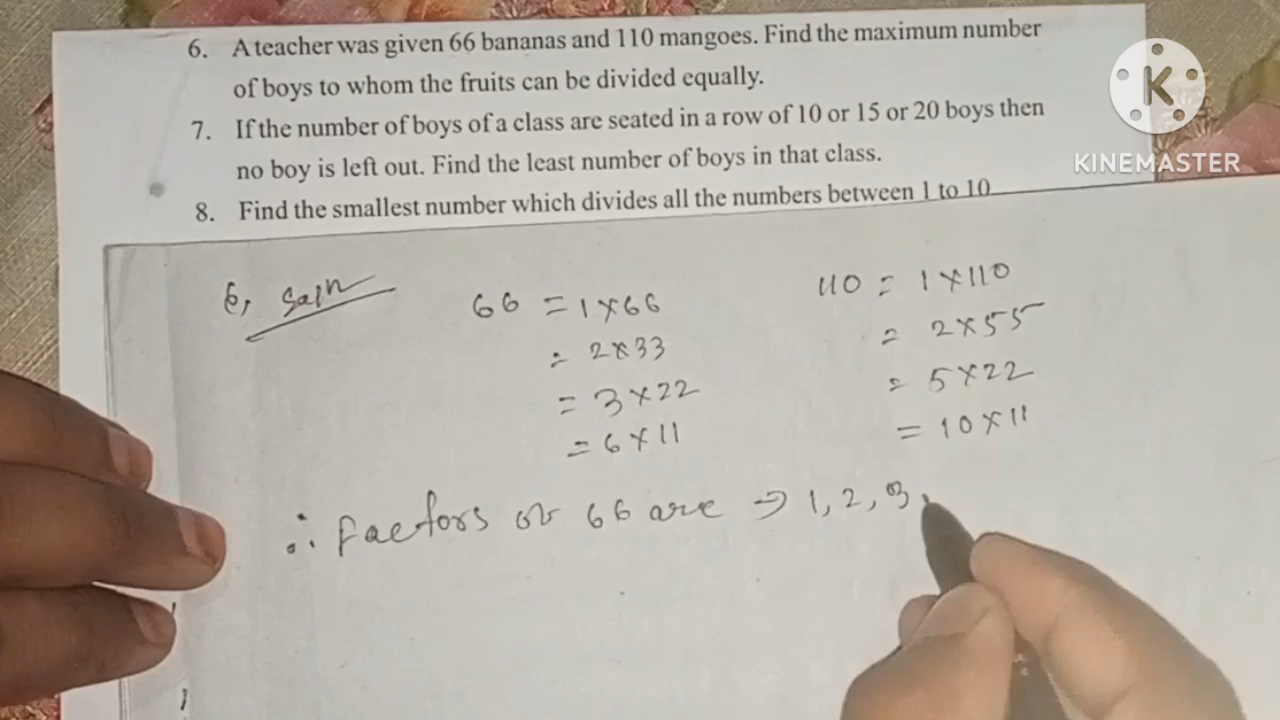 6. A teacher was given 66 bananas and 110 mangoes. Find the maximum number
of boys to whom the fruits can be divided equally.
7. If the number of boys of a class are seated in a row of 10 or 15 or 20 boys then
no boy is left out. Find the least number of boys in that class.
8. Find the smallest number which divides all the numbers between 1 to 10
K
KINEMASTER
6, Soln
66 = 1×66
= 2×33
= 3×22
= 6×11
110 = 1×110
= 2×55
= 5×22
= 10×11
∴ Factors of 66 are ⇒ 1, 2, 3